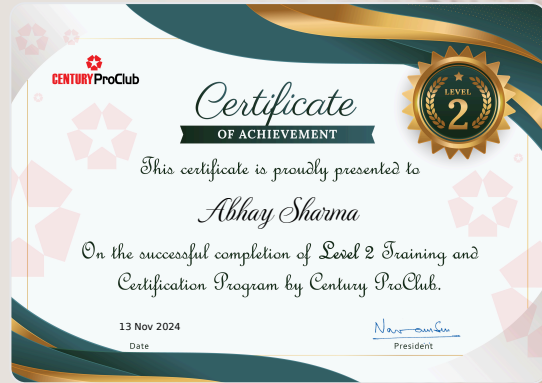 CENTURY ProClub
Certificate
OF ACHIEVEMENT
LEVEL
2
This certificate is proudly presented to
Abhay Sharma
On the successful completion of Level 2 Training and
Certification Program by Century ProClub.
13 Nov 2024
Date
President